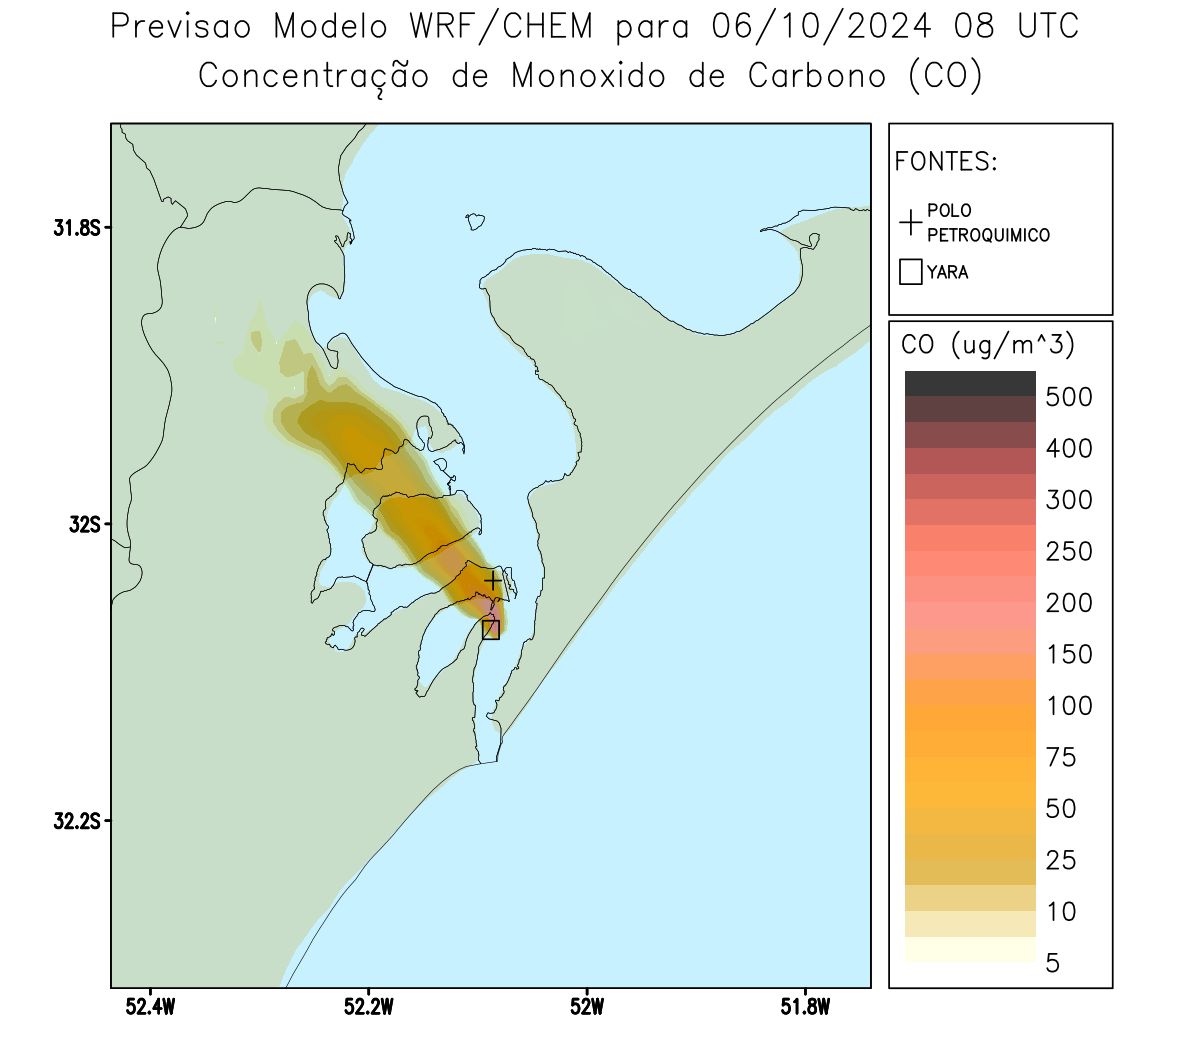 Previsao Modelo WRF/CHEM para 06/10/2024 08 UTC
Concentração de Monoxido de Carbono (CO)
FONTES:
POLO
PETROQUIMICO
YARA
CO (ug/m^3)
500
400
300
250
200
150
100
75
50
25
10
5
31.8S
32S
32.2S
52.4W
52.2W
52W
51.8W